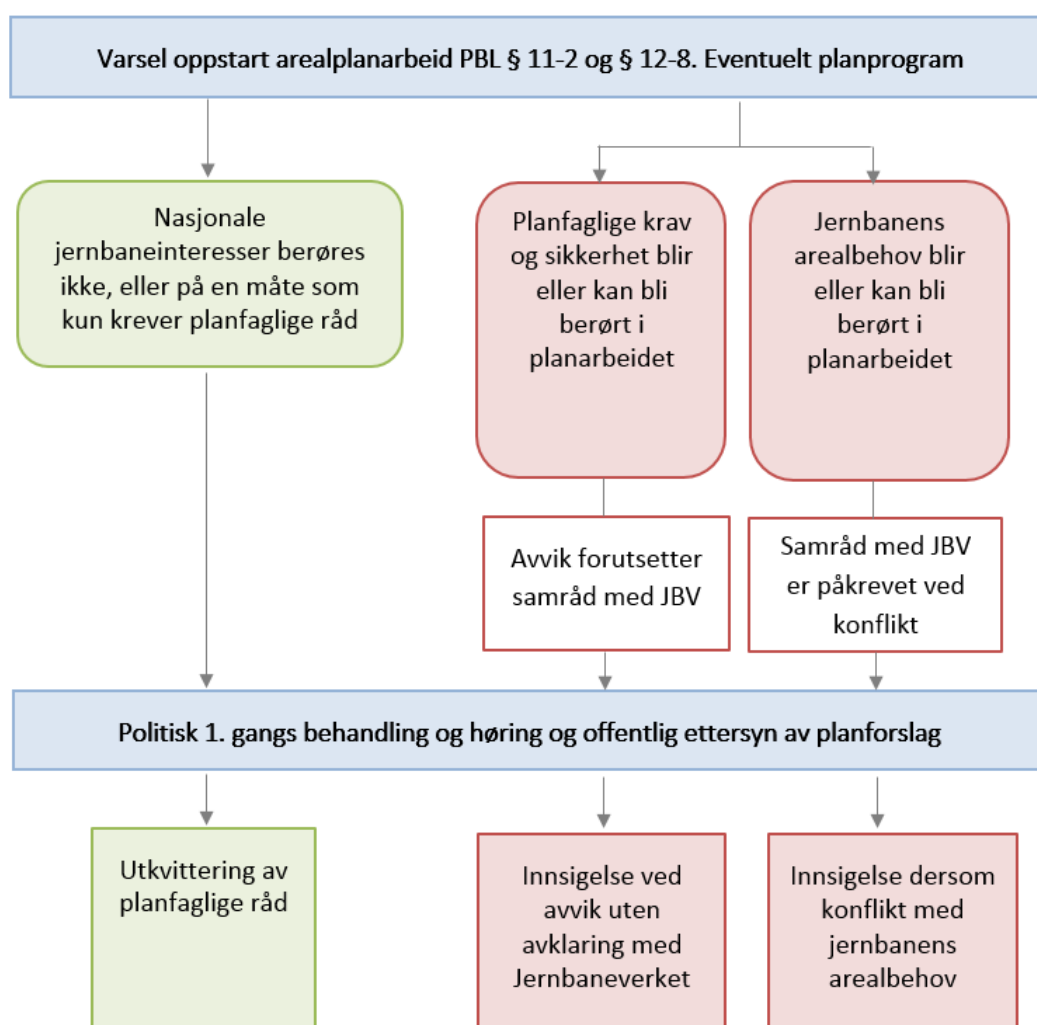 Varsel oppstart arealplanarbeid PBL § 11-2 og § 12-8. Eventuelt planprogram
Nasjonale
jernbaneinteresser berøres
ikke, eller på en måte som
kun krever planfaglige råd
Planfaglige krav
og sikkerhet blir
eller kan bli
berørt i
planarbeidet
Jernbanens
arealbehov blir
eller kan bli
berørt i
planarbeidet
Avvik forutsetter
samråd med JBV
Samråd med JBV
er påkrevet ved
konflikt
Politisk 1. gangs behandling og høring og offentlig ettersyn av planforslag
Utkvittering av
planfaglige råd
Innsigelse ved
avvik uten
avklaring med
Jernbaneverket
Innsigelse dersom
konflikt med
jernbanens
arealbehov